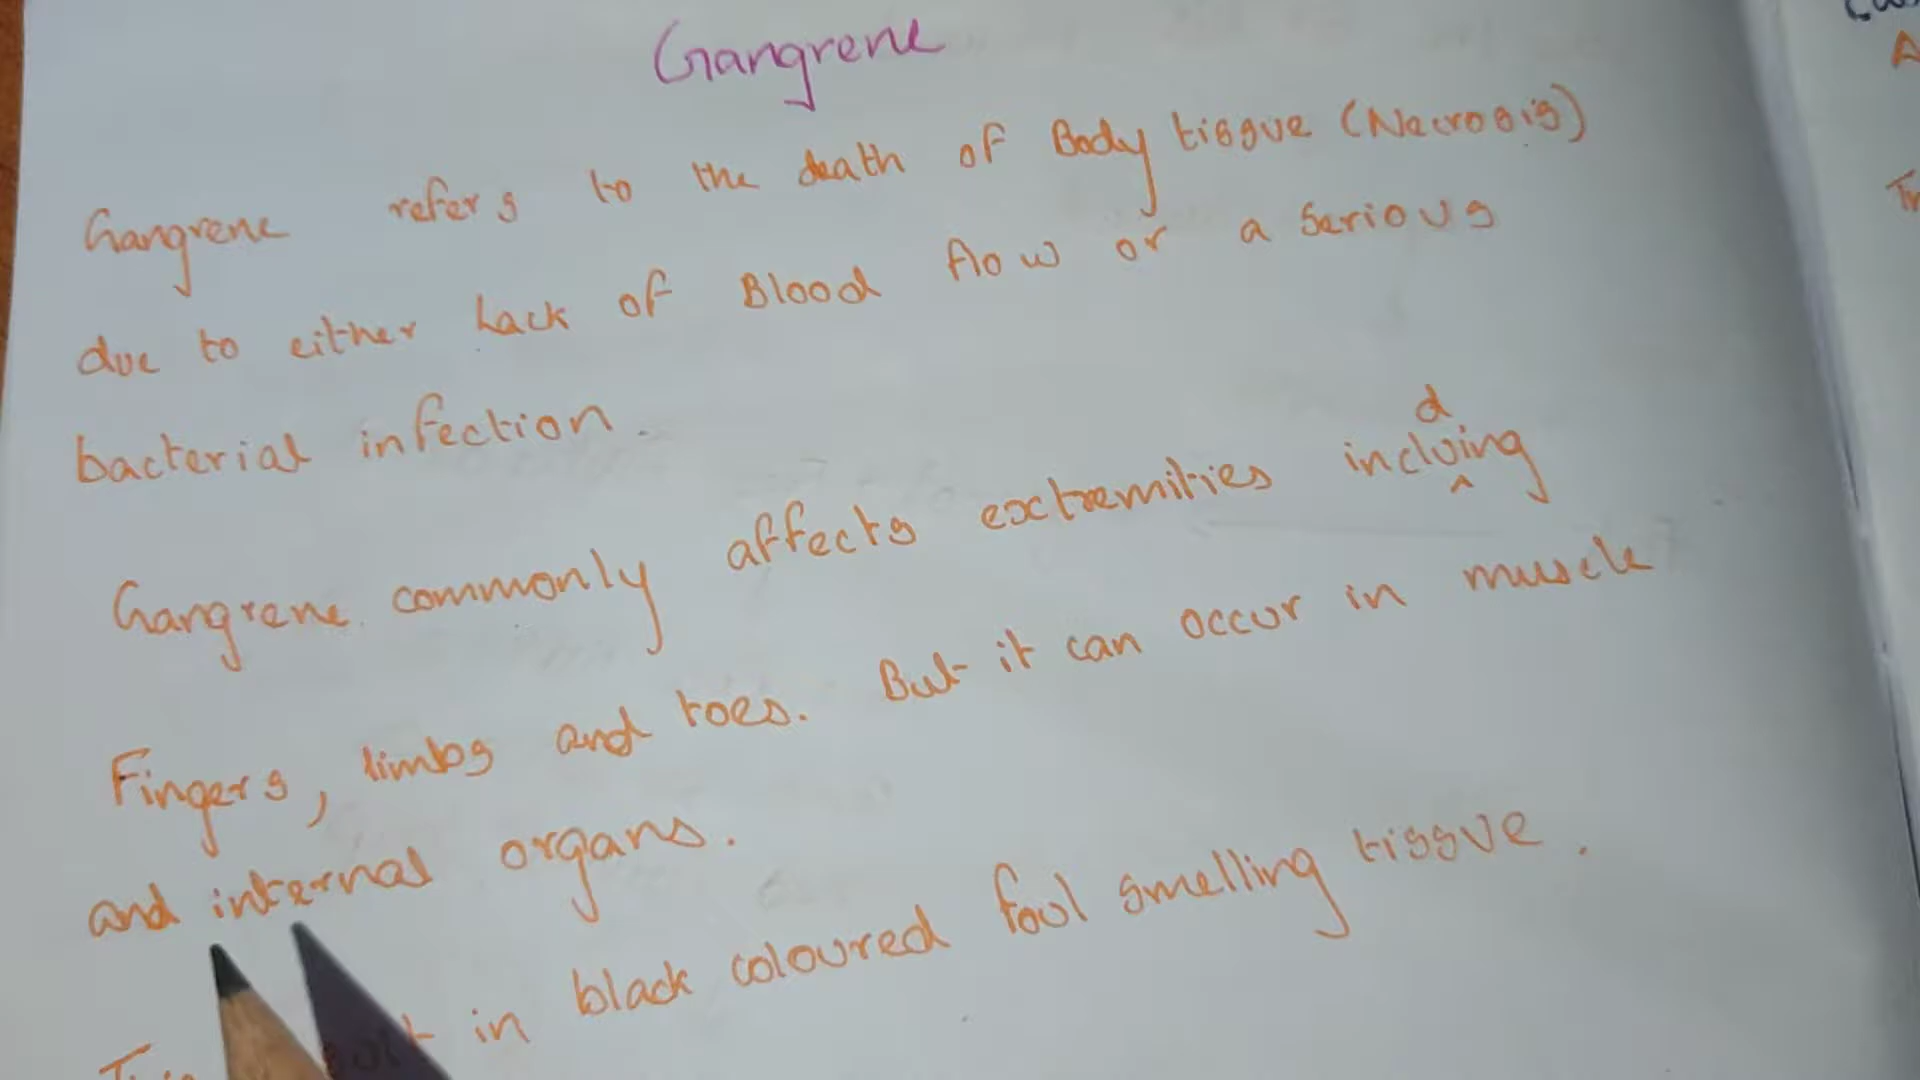 Gangrene
Gangrene refers to the death of Body tissue (Necrosis)
due to either Lack of Blood flow or a Serious
bacterial infection.
Gangrene commonly affects extremities including
Fingers, limbs and toes. But it can occur in muscle
and internal organs.
in black coloured foul smelling tissue.